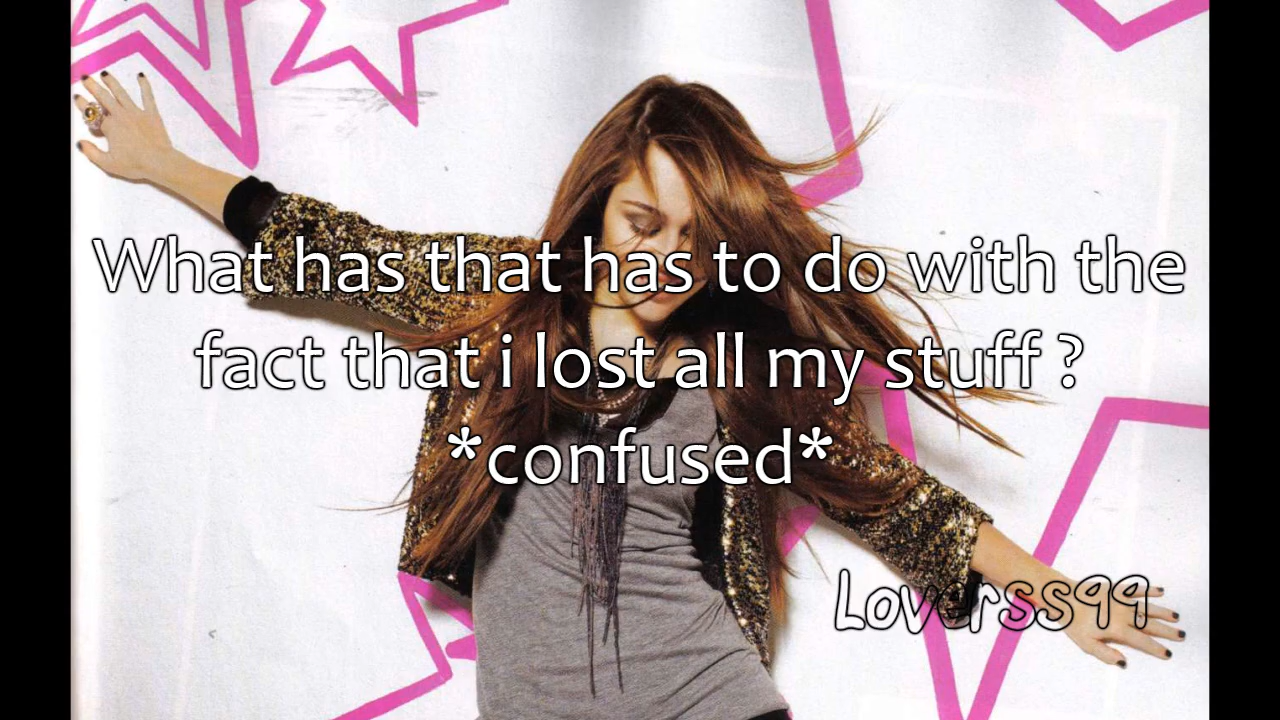 What has that has to do with the
fact that i lost all my stuff ?
*confused*
Loverss99